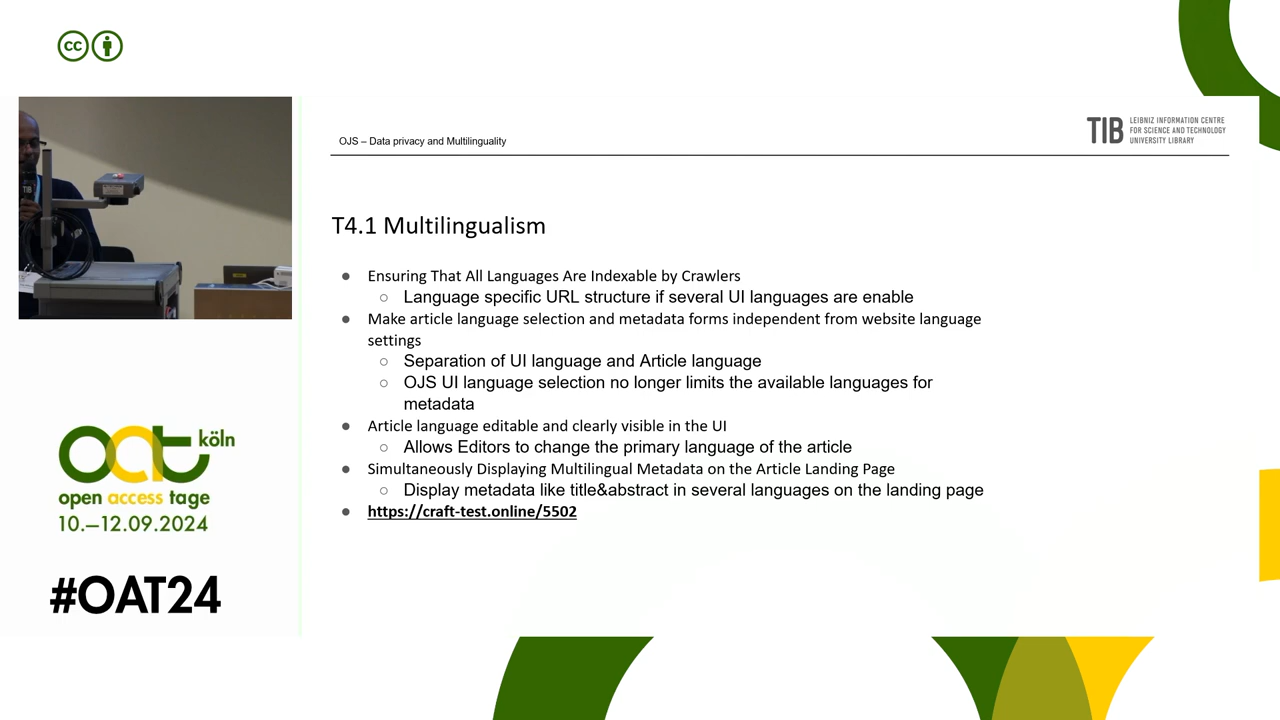 cc
OJS – Data privacy and Multilinguality
TIB
LEIBNIZ INFORMATION CENTRE
FOR SCIENCE AND TECHNOLOGY
UNIVERSITY LIBRARY
TIB
T4.1 Multilingualism
● Ensuring That All Languages Are Indexable by Crawlers
○ Language specific URL structure if several UI languages are enable
● Make article language selection and metadata forms independent from website language
settings
○ Separation of UI language and Article language
○ OJS UI language selection no longer limits the available languages for
metadata
● Article language editable and clearly visible in the UI
○ Allows Editors to change the primary language of the article
● Simultaneously Displaying Multilingual Metadata on the Article Landing Page
○ Display metadata like title&abstract in several languages on the landing page
● https://craft-test.online/5502
oat köln
open access tage
10.–12.09.2024
#OAT24